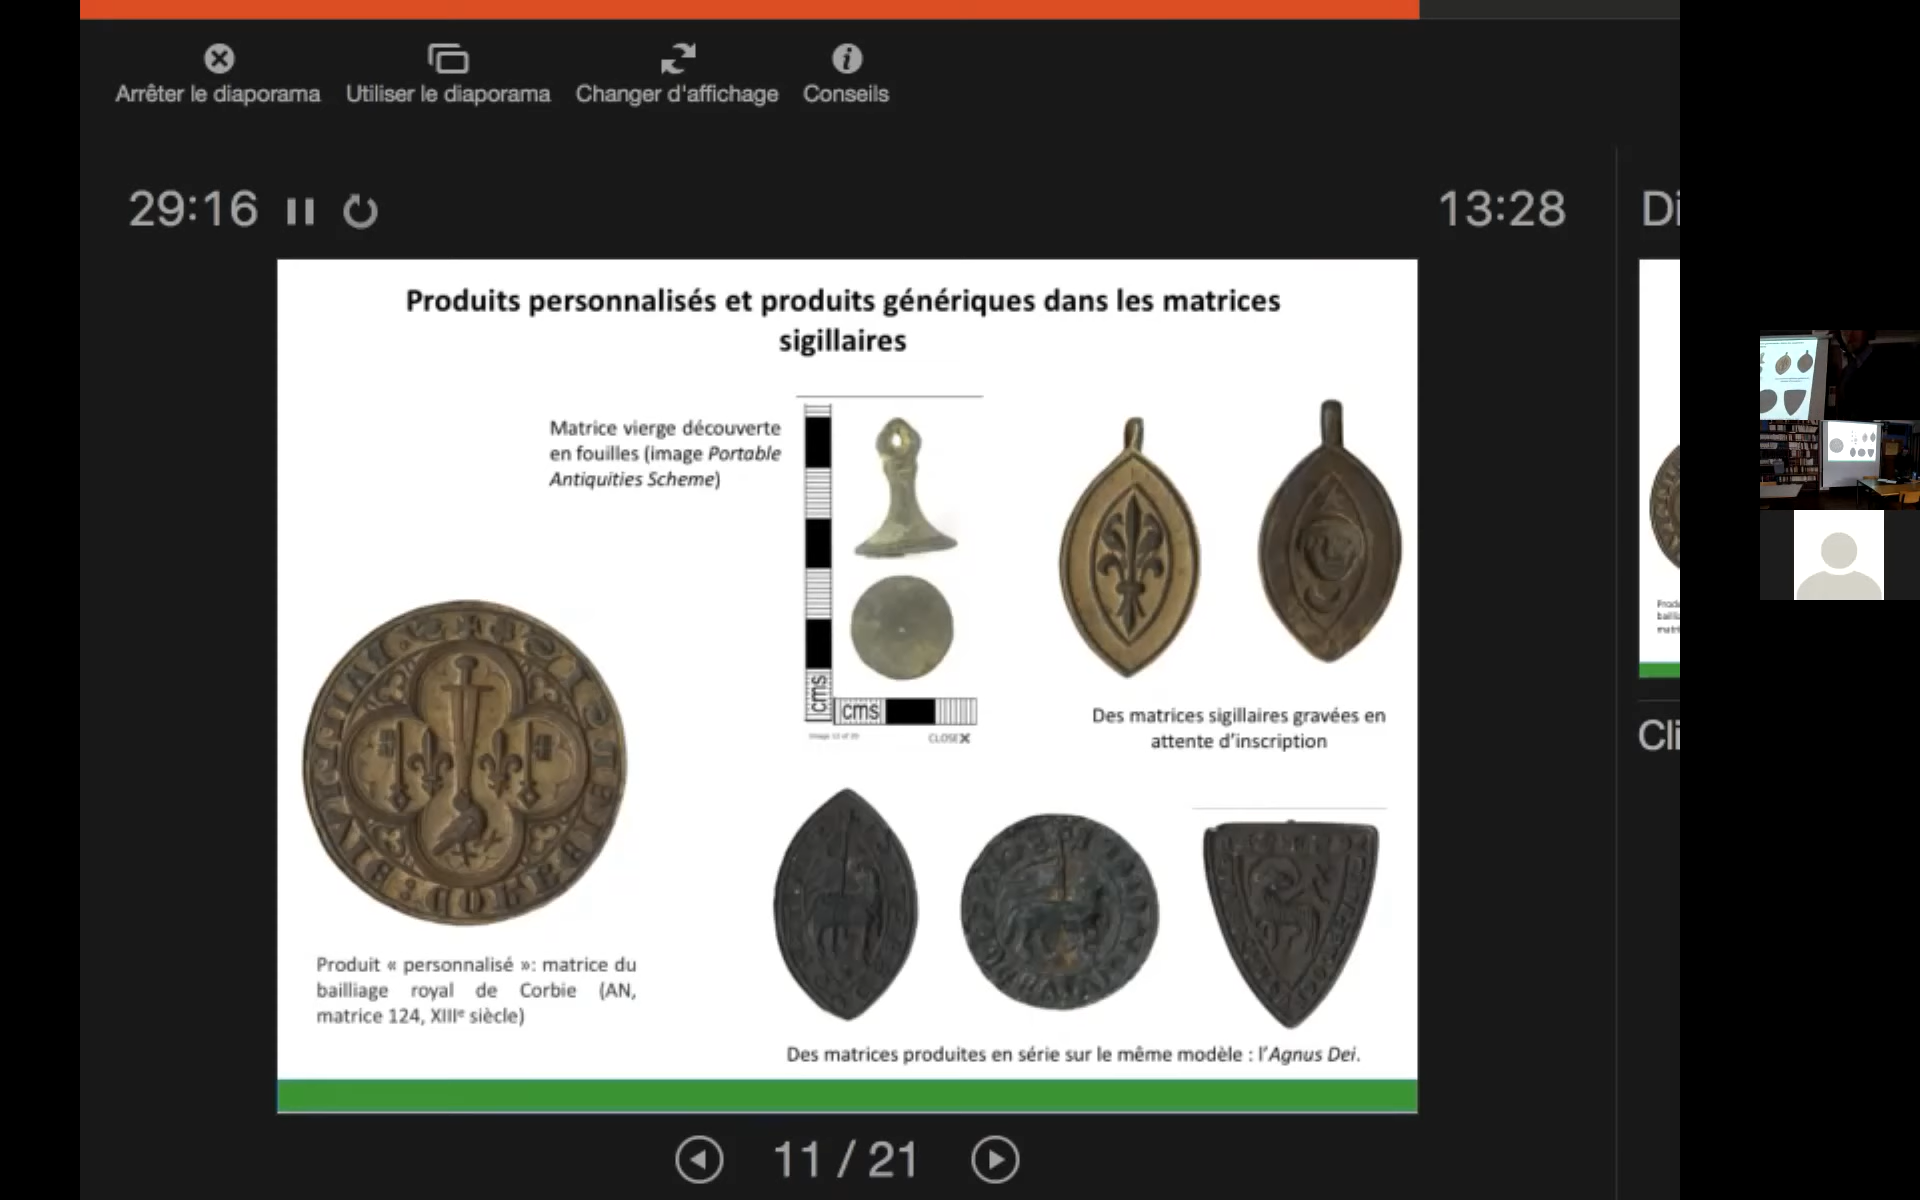 Arrêter le diaporama
Utiliser le diaporama
Changer d'affichage
Conseils
29:16
13:28
Di
Produits personnalisés et produits génériques dans les matrices
sigillaires
Matrice vierge découverte
en fouilles (image Portable
Antiquities Scheme)
cms
cms
CLOSE X
Des matrices sigillaires gravées en
attente d'inscription
Produit « personnalisé »: matrice du
bailliage royal de Corbie (AN,
matrice 124, XIIIe siècle)
Des matrices produites en série sur le même modèle : l'Agnus Dei.
Cli
11 / 21